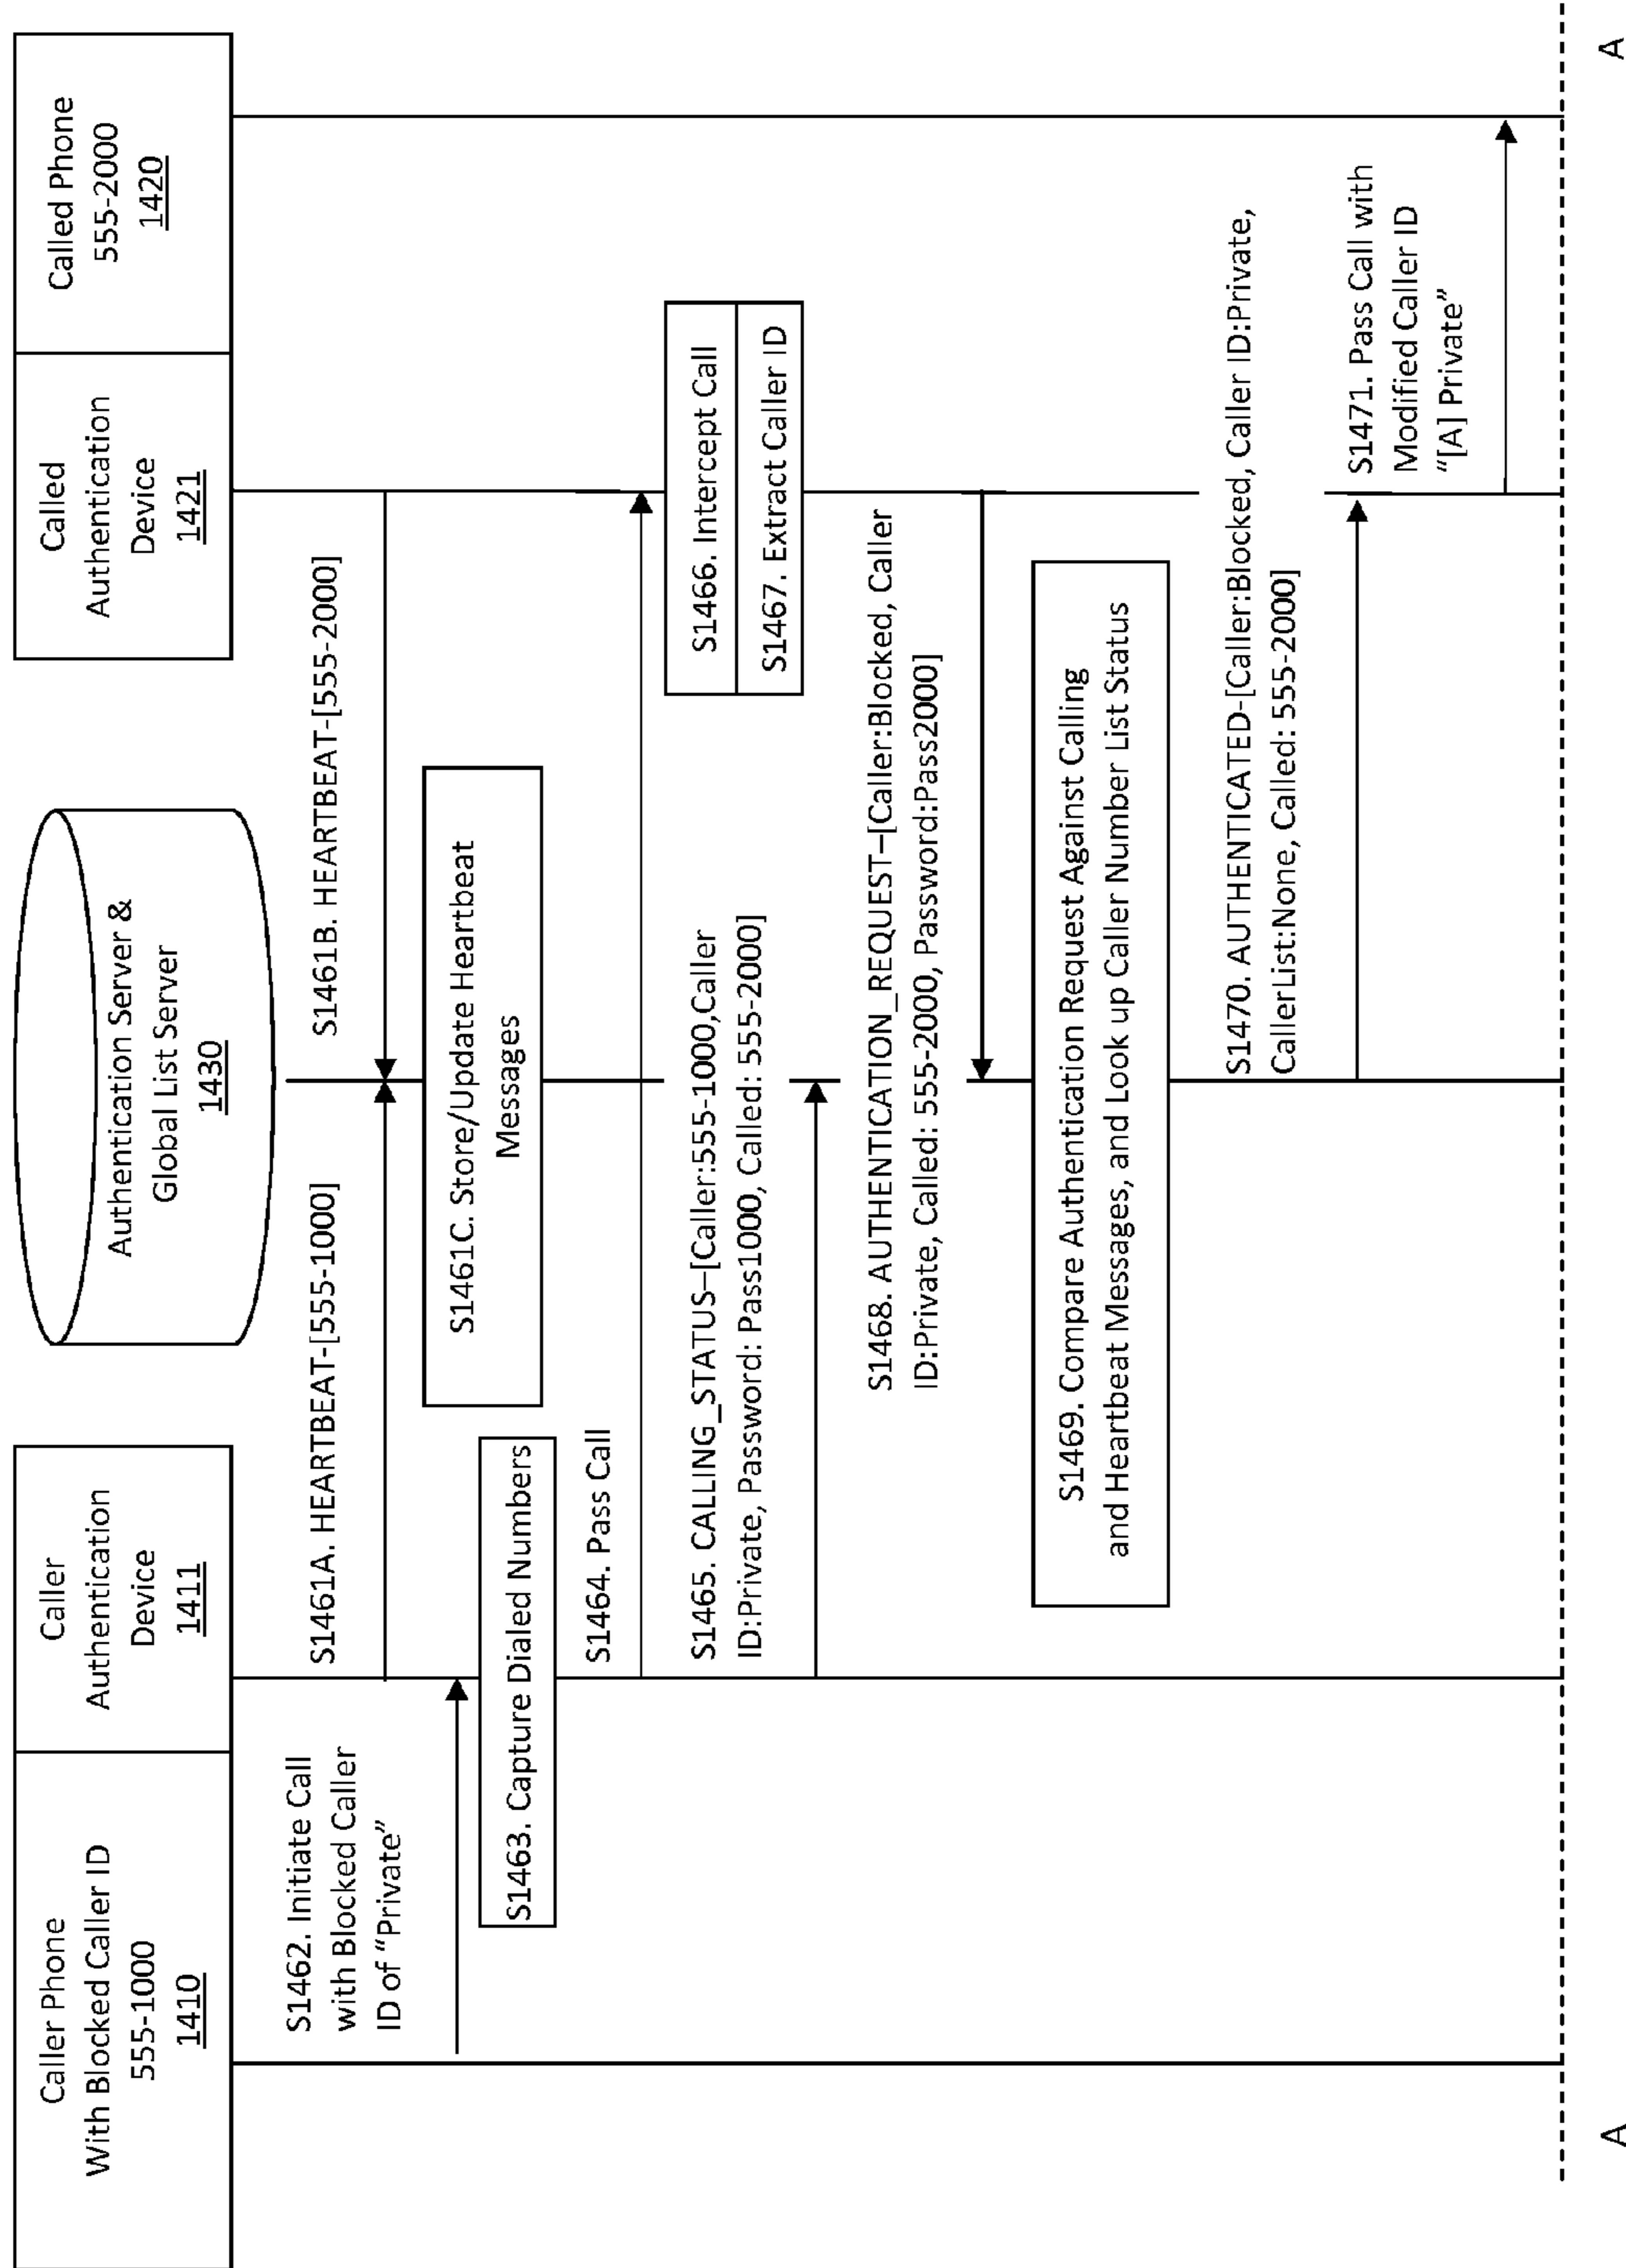 Caller Phone
With Blocked Caller ID
555-1000
1410
Caller
Authentication
Device
1411
Authentication Server &
Global List Server
1430
Called
Authentication
Device
1421
Called Phone
555-2000
1420
S1461A. HEARTBEAT-[555-1000]
S1461B. HEARTBEAT-[555-2000]
S1462. Initiate Call
with Blocked Caller
ID of “Private”
S1461C. Store/Update Heartbeat
Messages
S1463. Capture Dialed Numbers
S1464. Pass Call
S1465. CALLING_STATUS–[Caller:555-1000,Caller
ID:Private, Password: Pass1000, Called: 555-2000]
S1466. Intercept Call
S1467. Extract Caller ID
S1468. AUTHENTICATION_REQUEST–[Caller:Blocked, Caller
ID:Private, Called: 555-2000, Password:Pass2000]
S1469. Compare Authentication Request Against Calling
and Heartbeat Messages, and Look up Caller Number List Status
S1470. AUTHENTICATED-[Caller:Blocked, Caller ID:Private,
CallerList:None, Called: 555-2000]
S1471. Pass Call with
Modified Caller ID
“[A] Private”
A
A